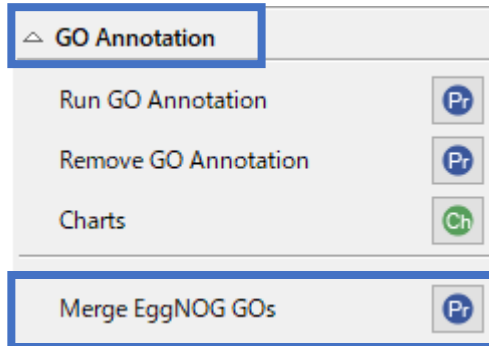 GO Annotation
Run GO Annotation Pr
Remove GO Annotation Pr
Charts Ch
Merge EggNOG GOs Pr